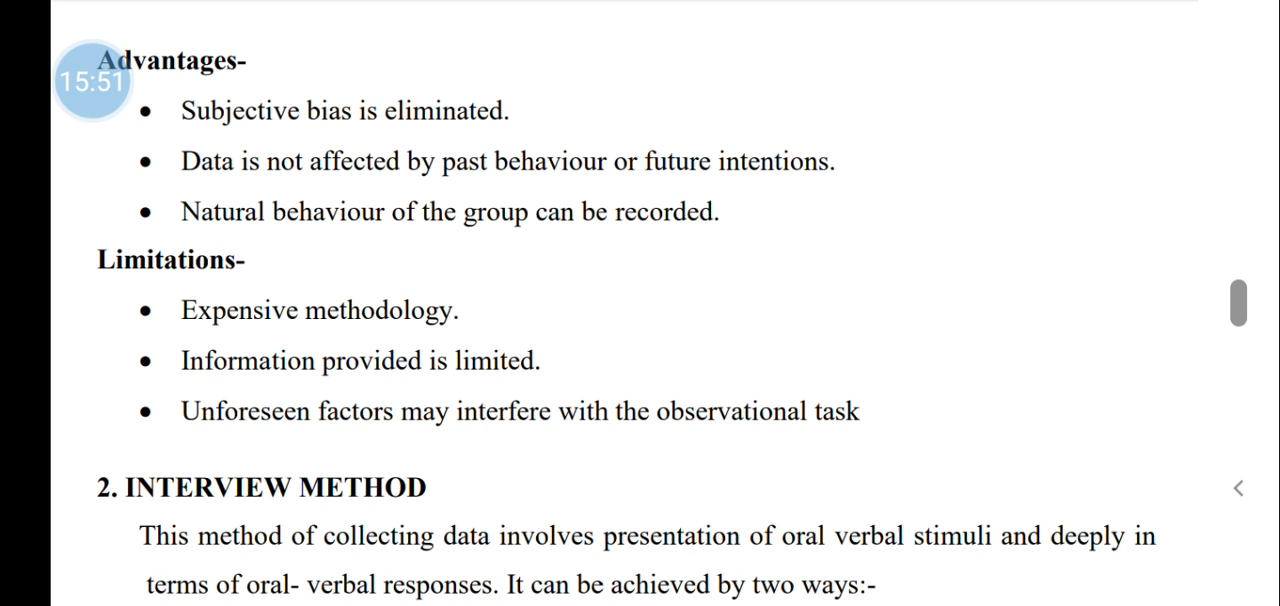 Advantages-
15:51
• Subjective bias is eliminated.
• Data is not affected by past behaviour or future intentions.
• Natural behaviour of the group can be recorded.
Limitations-
• Expensive methodology.
• Information provided is limited.
• Unforeseen factors may interfere with the observational task
2. INTERVIEW METHOD
This method of collecting data involves presentation of oral verbal stimuli and deeply in
terms of oral- verbal responses. It can be achieved by two ways:-